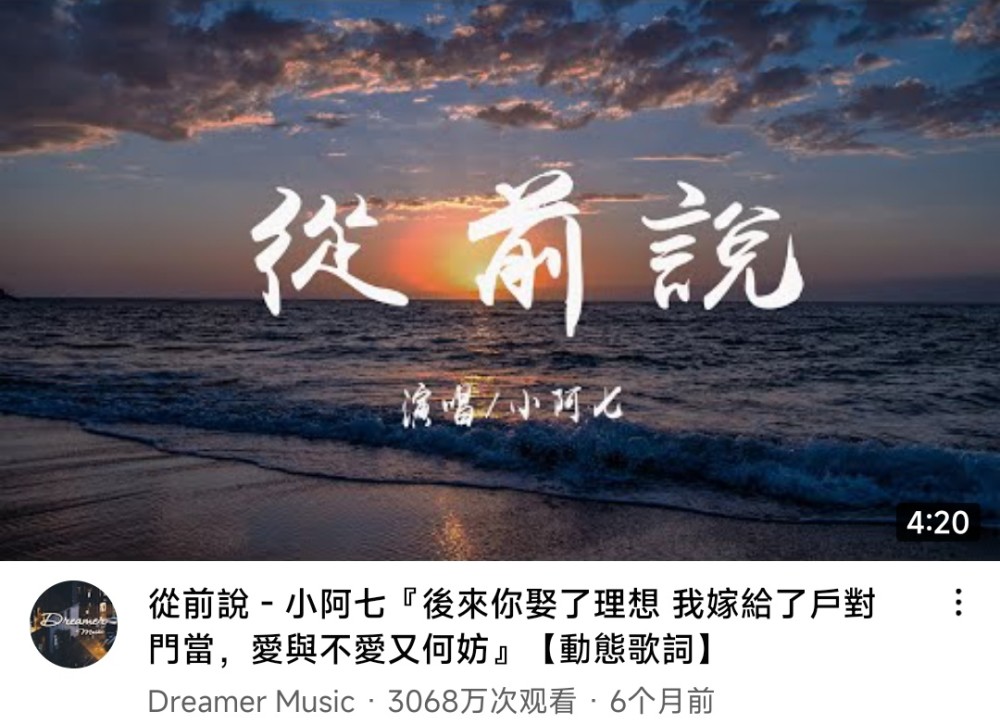 從前說
演唱/小阿七
4:20
Dreamer
Music
從前說 - 小阿七『後來你娶了理想 我嫁給了戶對
門當，愛與不愛又何妨』【動態歌詞】
Dreamer Music · 3068万次观看 · 6个月前